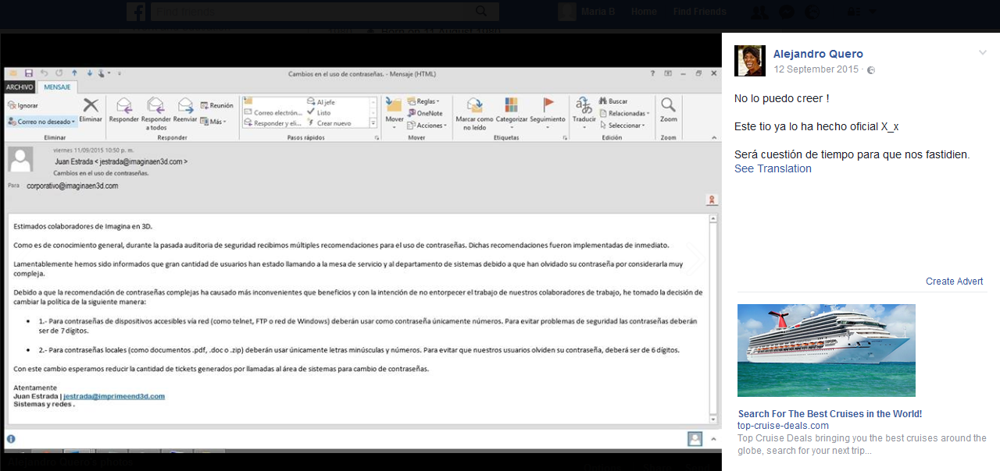 Find friends
Maria B
Home
Find Friends
Cambios en el uso de contraseñas. - Mensaje (HTML)
ARCHIVO
MENSAJE
Ignorar
Correo no deseado
Eliminar
Eliminar
Responder
Responder a todos
Reenviar
Reunión
Más
Responder
Al jefe
Correo electrón...
Listo
Responder y eli...
Crear nuevo
Pasos rápidos
Mover
Reglas
OneNote
Acciones
Mover
Marcar como no leído
Categorizar
Seguimiento
Etiquetas
Traducir
Buscar
Relacionadas
Seleccionar
Edición
Zoom
Zoom
viernes 11/09/2015 10:50 p. m.
Juan Estrada < jestrada@imaginaen3d.com >
Cambios en el uso de contraseñas.
Para corporativo@imaginaen3d.com
Estimados colaboradores de Imagina en 3D.
Como es de conocimiento general, durante la pasada auditoria de seguridad recibimos múltiples recomendaciones para el uso de contraseñas. Dichas recomendaciones fueron implementadas de inmediato.
Lamentablemente hemos sido informados que gran cantidad de usuarios han estado llamando a la mesa de servicio y al departamento de sistemas debido a que han olvidado su contraseña por considerarla muy
compleja.
Debido a que la recomendación de contraseñas complejas ha causado más inconvenientes que beneficios y con la intención de no entorpecer el trabajo de nuestros colaboradores de trabajo, he tomado la decisión de
cambiar la política de la siguiente manera:
• 1.- Para contraseñas de dispositivos accesibles vía red (como telnet, FTP o red de Windows) deberán usar como contraseña únicamente números. Para evitar problemas de seguridad las contraseñas deberán
ser de 7 dígitos.
• 2.- Para contraseñas locales (como documentos .pdf, .doc o .zip) deberán usar únicamente letras minúsculas y números. Para evitar que nuestros usuarios olviden su contraseña, deberá ser de 6 dígitos.
Con este cambio esperamos reducir la cantidad de tickets generados por llamadas al área de sistemas para cambio de contraseñas.
Atentamente
Juan Estrada | jestrada@imprimeend3d.com
Sistemas y redes .
Alejandro Quero's photos
Alejandro Quero
12 September 2015 ·
No lo puedo creer !
Este tio ya lo ha hecho oficial X_x
Será cuestión de tiempo para que nos fastidien.
See Translation
Create Advert
Search For The Best Cruises in the World!
top-cruise-deals.com
Top Cruise Deals bringing you the best cruises around the
globe, search for your next trip...